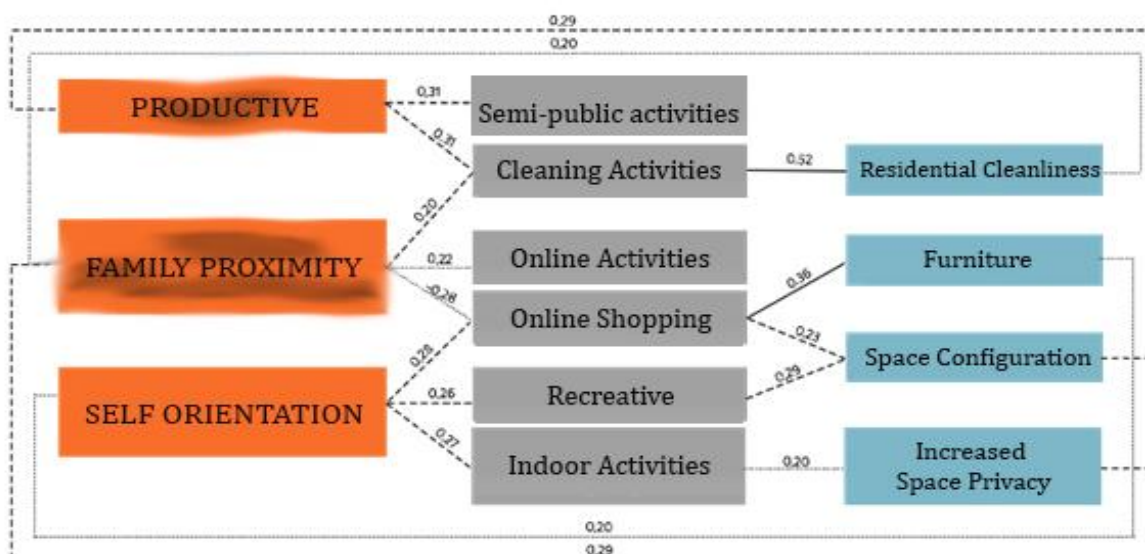 0,29
0,20
PRODUCTIVE
0,31
Semi-public activities
0,31
Cleaning Activities
0,52
Residential Cleanliness
0,20
FAMILY PROXIMITY
0,22
Online Activities
Furniture
-0,28
Online Shopping
0,36
0,23
Space Configuration
0,28
0,29
SELF ORIENTATION
0,26
Recreative
0,27
Indoor Activities
0,20
Increased
Space Privacy
0,20
0,29